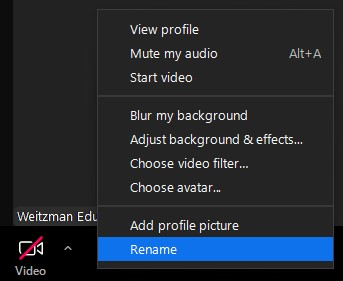 View profile
Mute my audio Alt+A
Start video
Blur my background
Adjust background & effects...
Choose video filter...
Choose avatar...
Add profile picture
Weitzman Edu
Rename
Video